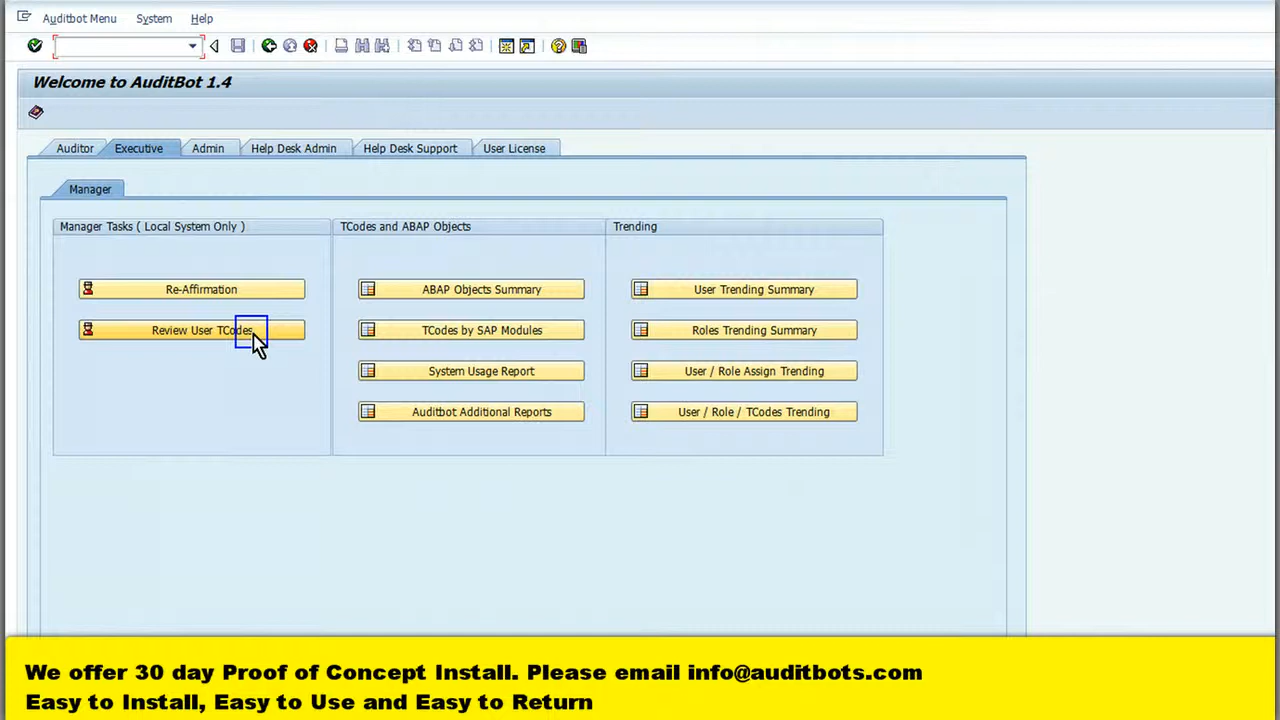 Auditbot Menu System Help
Welcome to AuditBot 1.4
Auditor Executive Admin Help Desk Admin Help Desk Support User License
Manager
Manager Tasks ( Local System Only ) TCodes and ABAP Objects Trending
Re-Affirmation ABAP Objects Summary User Trending Summary
Review User TCodes TCodes by SAP Modules Roles Trending Summary
System Usage Report User / Role Assign Trending
Auditbot Additional Reports User / Role / TCodes Trending
We offer 30 day Proof of Concept Install. Please email info@auditbots.com
Easy to Install, Easy to Use and Easy to Return